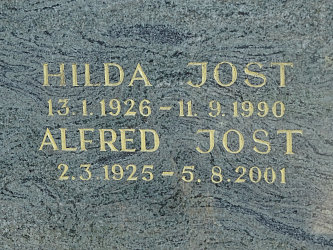 HILDA JOST
13.1.1926 – 11.9.1990
ALFRED JOST
2.3.1925 – 5.8.2001